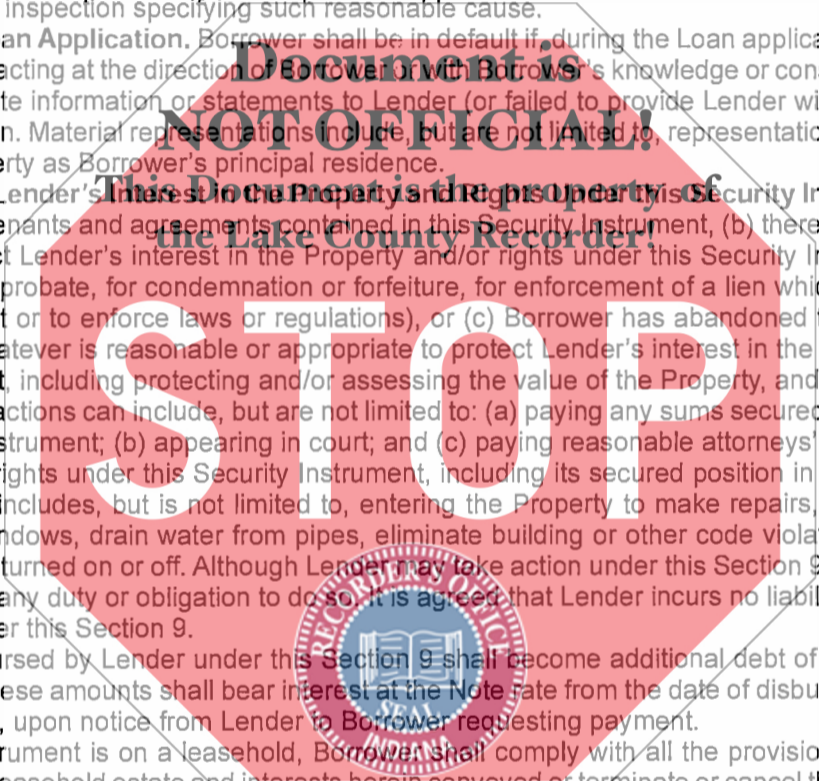 inspection specifying such reasonable cause.
an Application. Borrower shall be in default if, during the Loan applica
acting at the direction of Borrower or with Borrower's knowledge or con
te information or statements to Lender (or failed to provide Lender wi
n. Material representations include, but are not limited to, representatio
erty as Borrower's principal residence.
Lender's Interest in the Property and Rights Under this Security In
enants and agreements contained in this Security Instrument, (b) there
t Lender's interest in the Property and/or rights under this Security In
probate, for condemnation or forfeiture, for enforcement of a lien whic
t or to enforce laws or regulations), or (c) Borrower has abandoned
atever is reasonable or appropriate to protect Lender's interest in the
t, including protecting and/or assessing the value of the Property, and
actions can include, but are not limited to: (a) paying any sums secured
strument; (b) appearing in court; and (c) paying reasonable attorneys'
rights under this Security Instrument, including its secured position in
includes, but is not limited to, entering the Property to make repairs,
ndows, drain water from pipes, eliminate building or other code viola
turned on or off. Although Lender may take action under this Section 9
any duty or obligation to do so. It is agreed that Lender incurs no liabil
er this Section 9.
rsed by Lender under this Section 9 shall become additional debt of
ese amounts shall bear interest at the Note rate from the date of disbu
, upon notice from Lender to Borrower requesting payment.
rument is on a leasehold, Borrower shall comply with all the provisio
Document is
NOT OFFICIAL!
This Document is the property of
the Lake County Recorder!
STOP
RECORDER'S OFFICE
SEAL
INDIANA